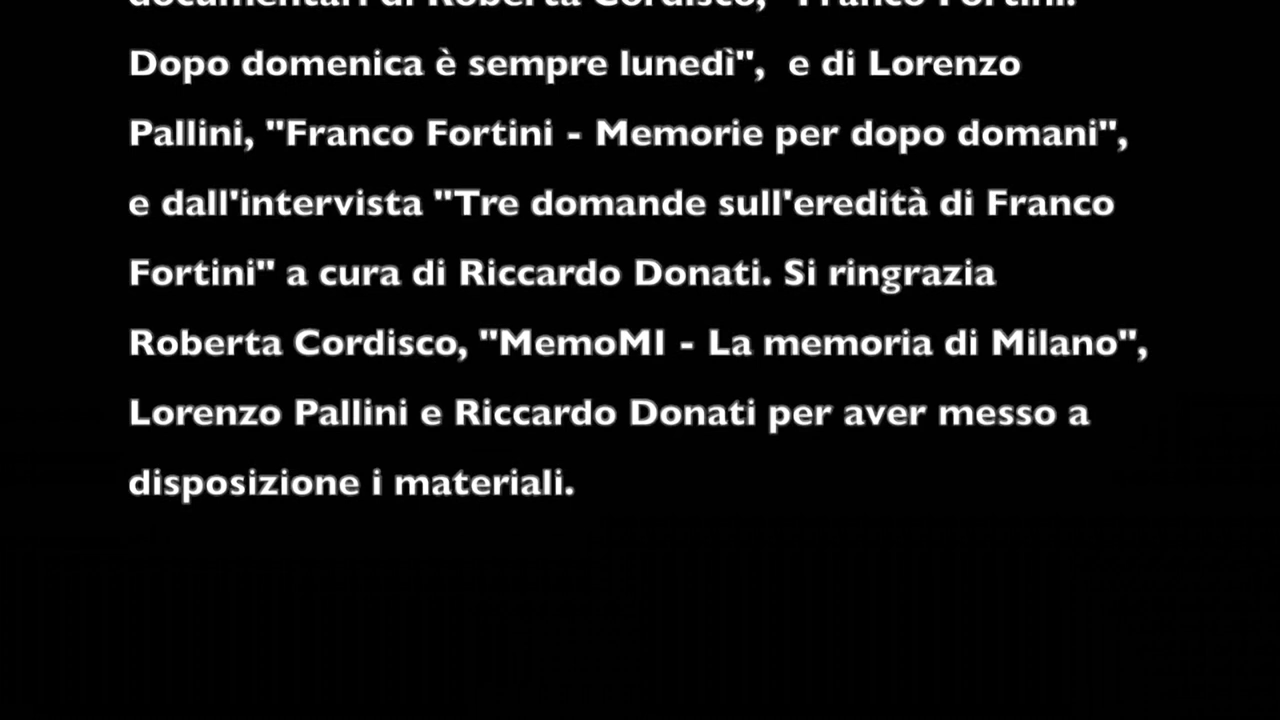 documentari di Roberta Cordisco, "Franco Fortini.
Dopo domenica è sempre lunedì",  e di Lorenzo
Pallini, "Franco Fortini - Memorie per dopo domani",
e dall'intervista "Tre domande sull'eredità di Franco
Fortini" a cura di Riccardo Donati. Si ringrazia
Roberta Cordisco, "MemoMI - La memoria di Milano",
Lorenzo Pallini e Riccardo Donati per aver messo a
disposizione i materiali.